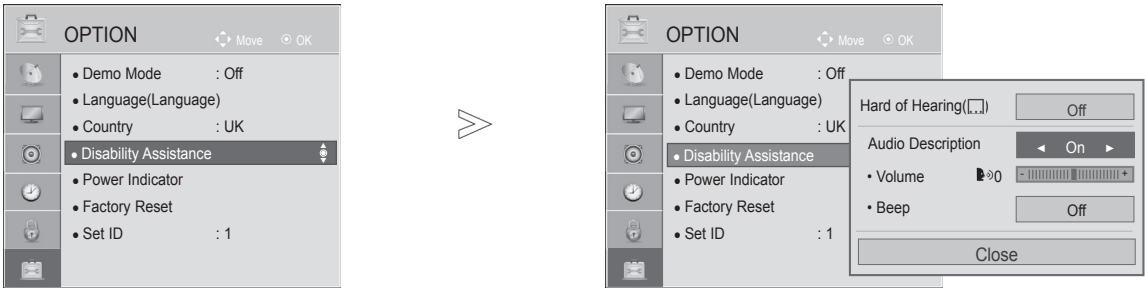 OPTION Move OK
• Demo Mode : Off
• Language(Language)
• Country : UK
• Disability Assistance
• Power Indicator
• Factory Reset
• Set ID : 1
OPTION Move OK
• Demo Mode : Off
• Language(Language)
• Country : UK
• Disability Assistance
• Power Indicator
• Factory Reset
• Set ID : 1
Hard of Hearing( ) Off
Audio Description ◄ On ►
• Volume 0 - +
• Beep Off
Close